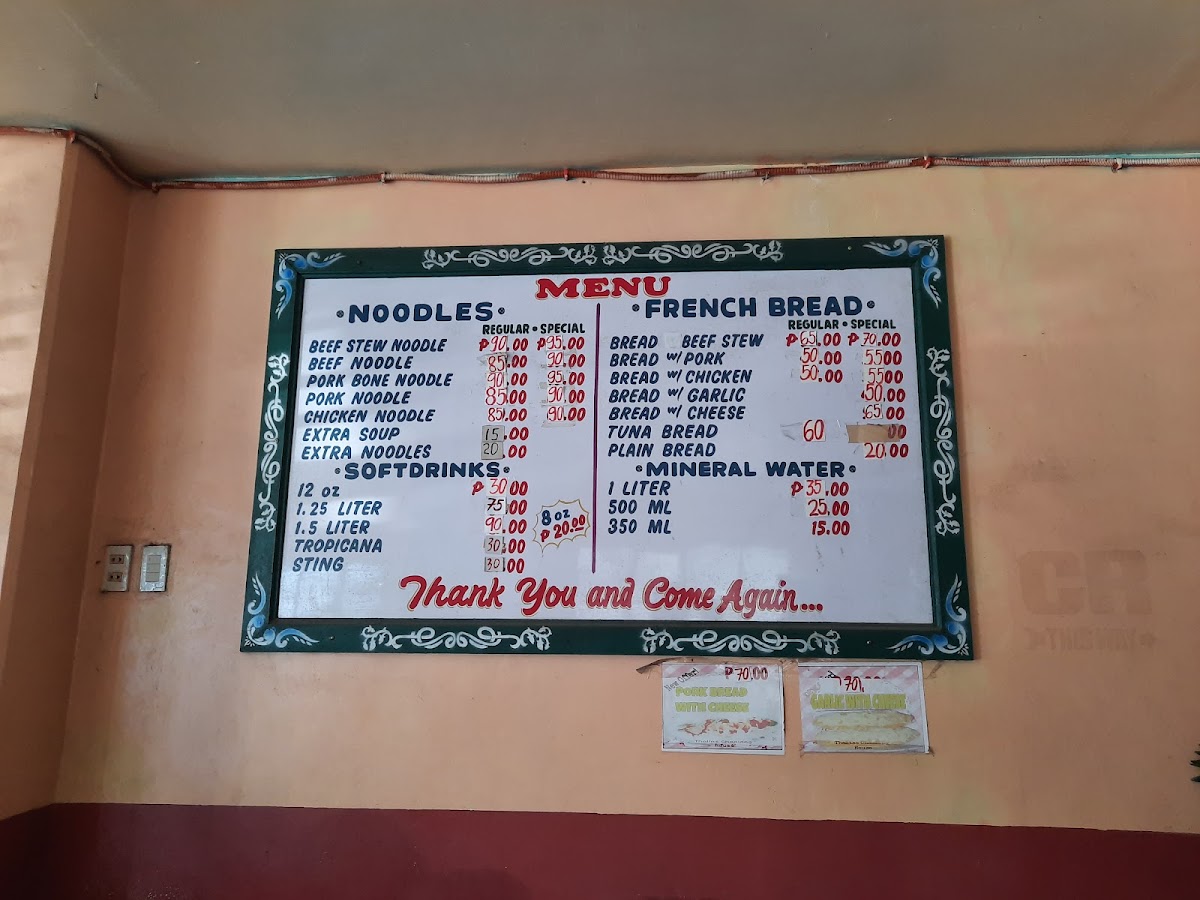 MENU
•NOODLES•
REGULAR • SPECIAL
BEEF STEW NOODLE ₱90.00 ₱95.00
BEEF NOODLE 85.00 90.00
PORK BONE NOODLE 90.00 95.00
PORK NOODLE 85.00 90.00
CHICKEN NOODLE 85.00 90.00
EXTRA SOUP 15.00
EXTRA NOODLES 20.00
•SOFTDRINKS•
12 oz ₱30.00
1.25 LITER 75.00
1.5 LITER 90.00
TROPICANA 30.00
STING 30.00
8 oz
₱20.00
•FRENCH BREAD•
REGULAR • SPECIAL
BREAD BEEF STEW ₱65.00 ₱70.00
BREAD w/ PORK 50.00 55.00
BREAD w/ CHICKEN 50.00 55.00
BREAD w/ GARLIC 50.00
BREAD w/ CHEESE 65.00
TUNA BREAD 60
PLAIN BREAD 20.00
•MINERAL WATER•
1 LITER ₱35.00
500 ML 25.00
350 ML 15.00
Thank You and Come Again...
₱70.00
PORK BREAD
WITH CHEESE
70.
GARLIC WITH CHEESE
CR